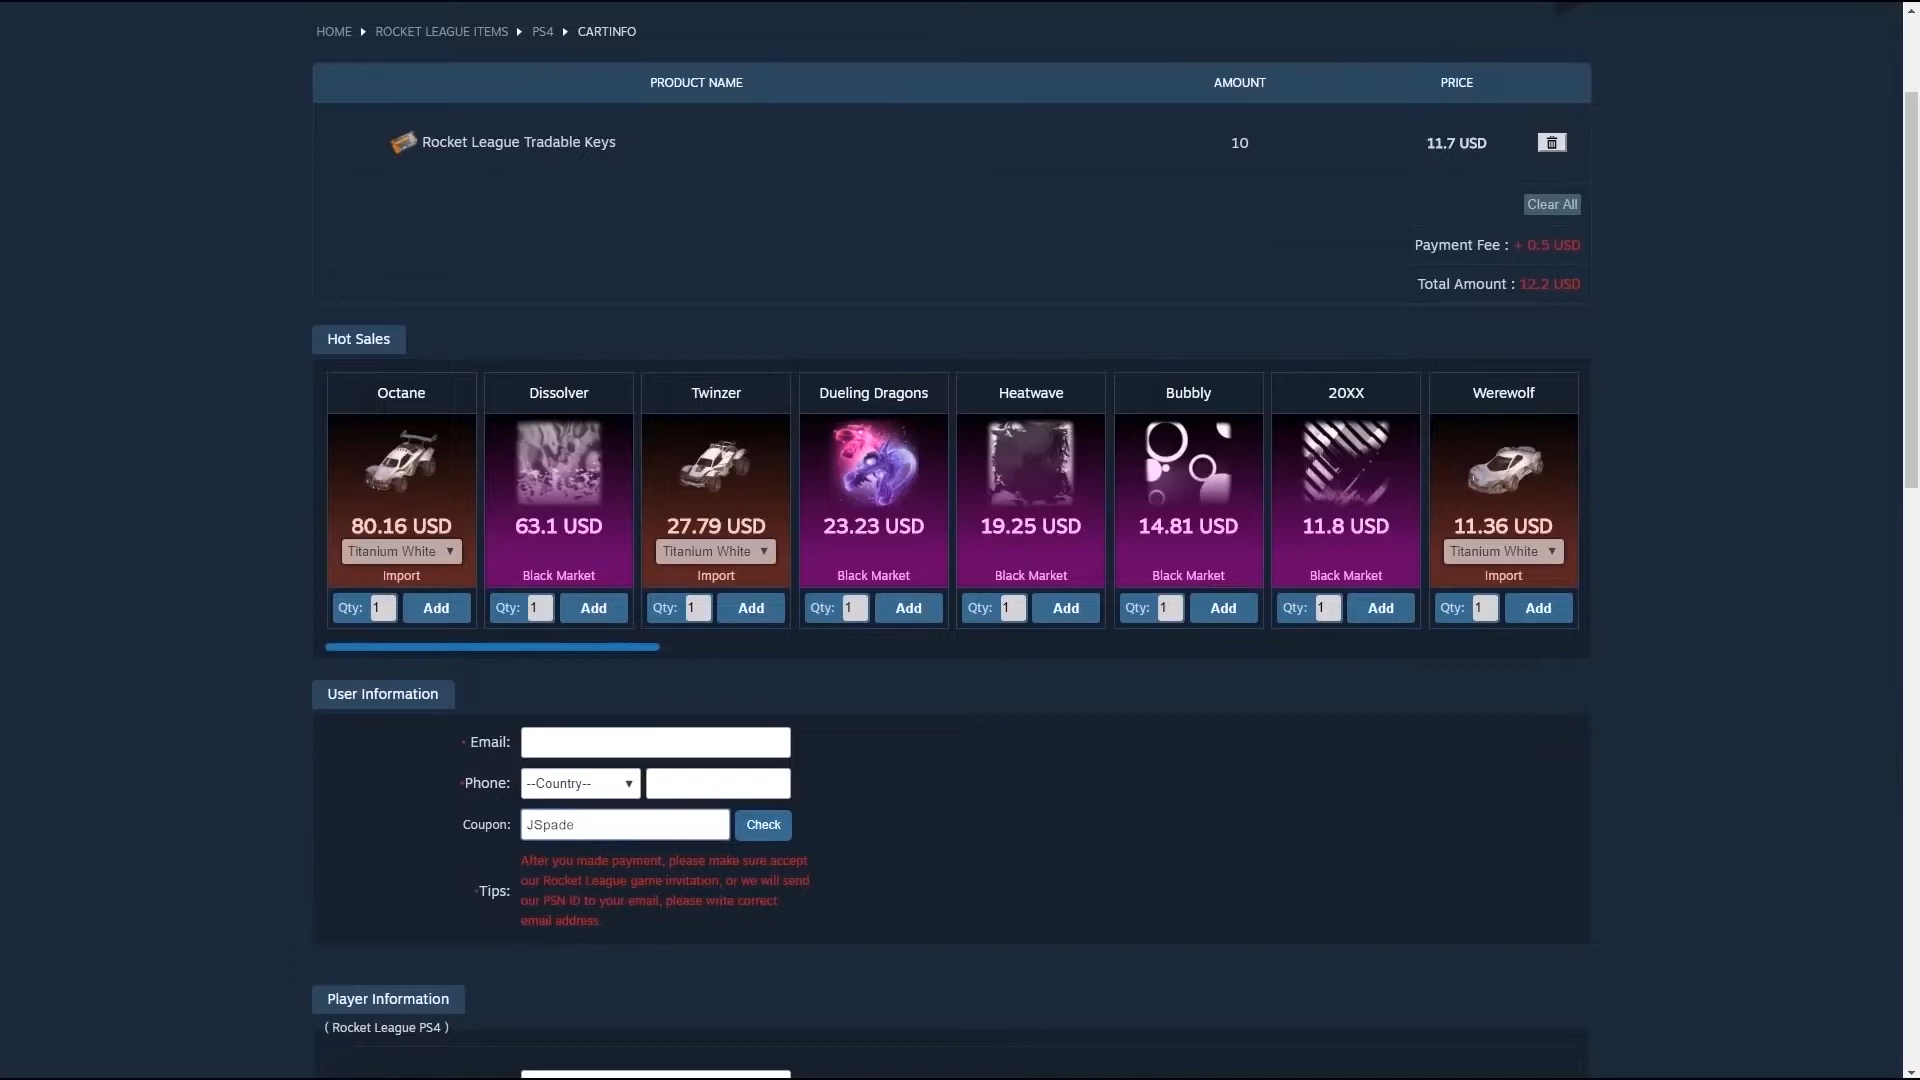 HOME ROCKET LEAGUE ITEMS PS4 CARTINFO
PRODUCT NAME AMOUNT PRICE
Rocket League Tradable Keys 10 11.7 USD
Clear All
Payment Fee : + 0.5 USD
Total Amount : 12.2 USD
Hot Sales
Octane Dissolver Twinzer Dueling Dragons Heatwave Bubbly 20XX Werewolf
80.16 USD 63.1 USD 27.79 USD 23.23 USD 19.25 USD 14.81 USD 11.8 USD 11.36 USD
Titanium White Titanium White Titanium White
Import Black Market Import Black Market Black Market Black Market Black Market Import
Qty: 1 Add Qty: 1 Add Qty: 1 Add Qty: 1 Add Qty: 1 Add Qty: 1 Add Qty: 1 Add Qty: 1 Add
User Information
* Email:
*Phone: --Country--
Coupon: JSpade Check
After you made payment, please make sure accept
our Rocket League game invitation, or we will send
*Tips:
our PSN ID to your email, please write correct
email address.
Player Information
( Rocket League PS4 )